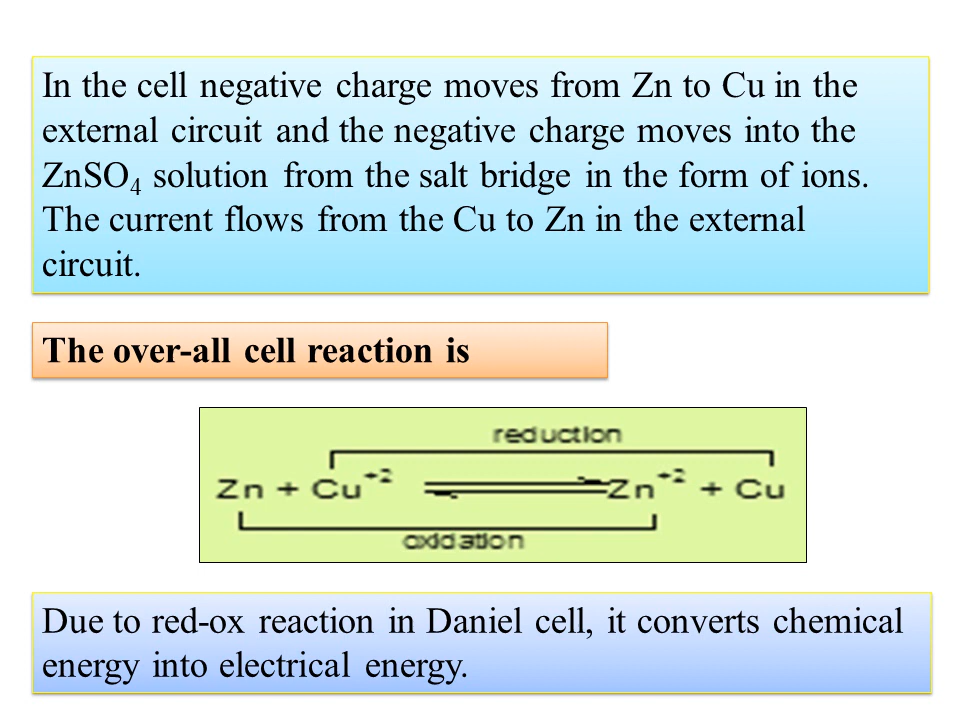 In the cell negative charge moves from Zn to Cu in the
external circuit and the negative charge moves into the
ZnSO₄ solution from the salt bridge in the form of ions.
The current flows from the Cu to Zn in the external
circuit.
The over-all cell reaction is
reduction
Zn + Cu⁺² ⇌ Zn⁺² + Cu
oxidation
Due to red-ox reaction in Daniel cell, it converts chemical
energy into electrical energy.